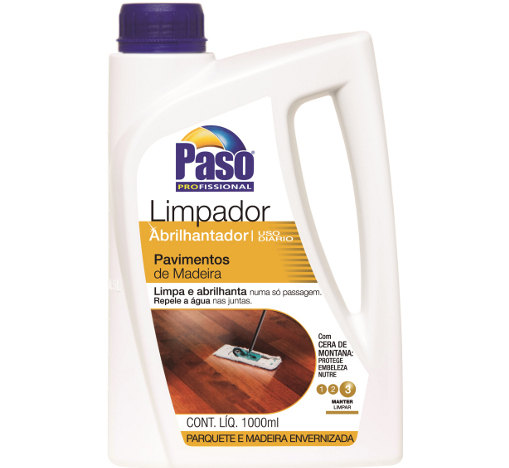 Paso®
PROFISSIONAL
Limpador
Abrilhantador | USO DIÁRIO
Pavimentos
de Madeira
Limpa e abrilhanta numa só passagem.
Repele a água nas juntas.
Com
CERA DE
MONTANA:
PROTEGE
EMBELEZA
NUTRE
1 2 3
MANTER
LIMPAR
CONT. LÍQ. 1000ml
PARQUETE E MADEIRA ENVERNIZADA